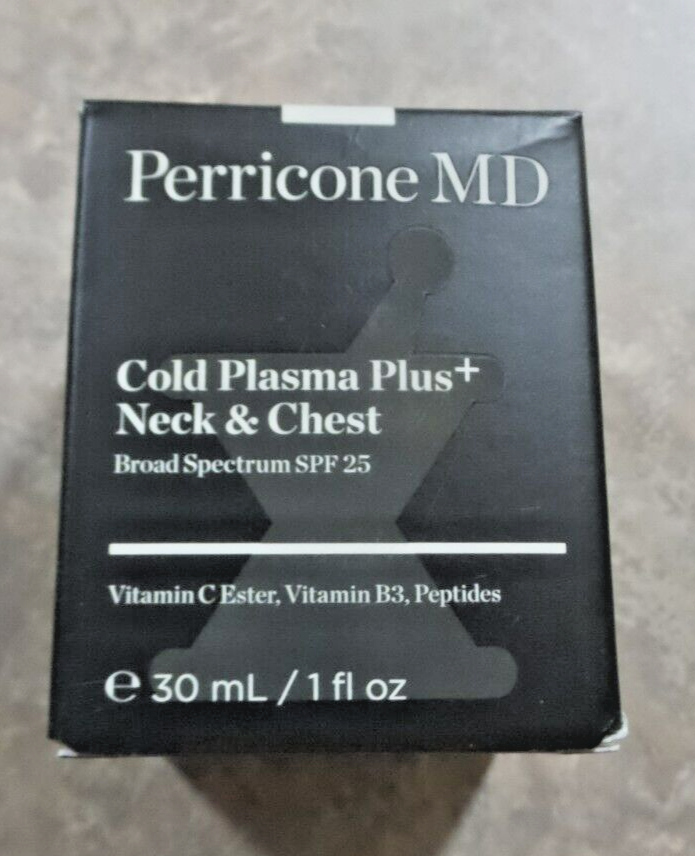 Perricone MD
Cold Plasma Plus+
Neck & Chest
Broad Spectrum SPF 25
Vitamin C Ester, Vitamin B3, Peptides
℮ 30 mL / 1 fl oz